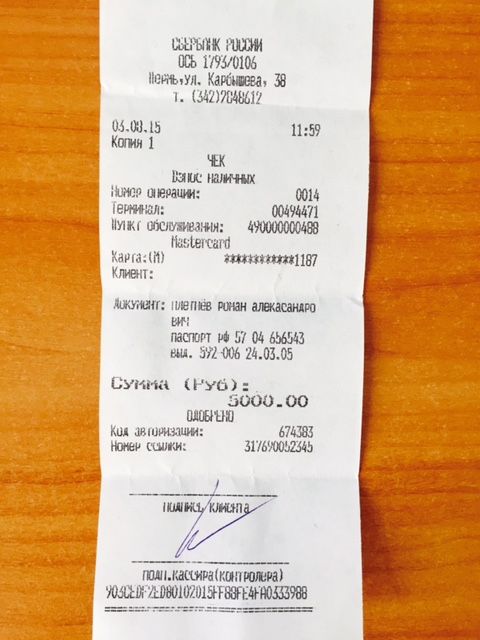 СБЕРБАНК РОССИИ
ОСБ 1793/0106
Пермь,ул. Карбышева, 38
т. (342)2048612
03.08.15 11:59
Копия 1
ЧЕК
Взнос наличных
Номер операции: 0014
Терминал: 00494471
Пункт обслуживания: 490000000488
Mastercard
Карта:(M) ************1187
Клиент:
Документ: плетнёв роман алекасандро
вич
паспорт рф 57 04 656543
выд. 592-006 24.03.05
Сумма (Руб):
5000.00
ОДОБРЕНО
Код авторизации: 674383
Номер ссылки: 317690052345
подпись клиента
подп.кассира(контролера)
903CEDF2ED80102015FF88FE4FA0333988